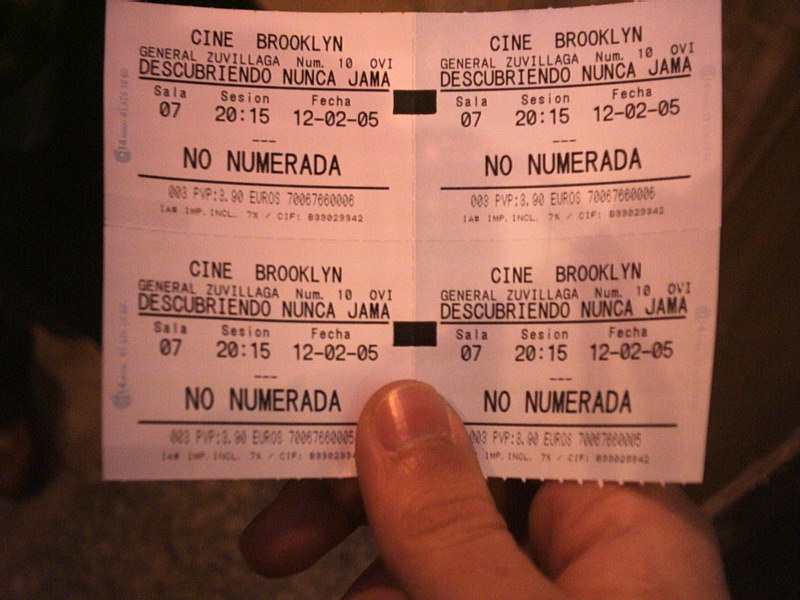 CINE BROOKLYN
GENERAL ZUVILLAGA Num. 10 OVI
DESCUBRIENDO NUNCA JAMA
Sala Sesion Fecha
07 20:15 12-02-05
---
NO NUMERADA
003 PVP:3.90 EUROS 70067660006
IA# IMP.INCL. 7% / CIF: B99029942
CINE BROOKLYN
GENERAL ZUVILLAGA Num. 10 OVI
DESCUBRIENDO NUNCA JAMA
Sala Sesion Fecha
07 20:15 12-02-05
---
NO NUMERADA
003 PVP:3.90 EUROS 70067660006
IA# IMP.INCL. 7% / CIF: B99029942
CINE BROOKLYN
GENERAL ZUVILLAGA Num. 10 OVI
DESCUBRIENDO NUNCA JAMA
Sala Sesion Fecha
07 20:15 12-02-05
---
NO NUMERADA
003 PVP:3.90 EUROS 70067660005
IA# IMP.INCL. 7% / CIF:
CINE BROOKLYN
GENERAL ZUVILLAGA Num. 10 OVI
DESCUBRIENDO NUNCA JAMA
Sala Sesion Fecha
07 20:15 12-02-05
---
NO NUMERADA
003 PVP:3.90 EUROS 70067660005
IMP.INCL. 7% / CIF: B99029942